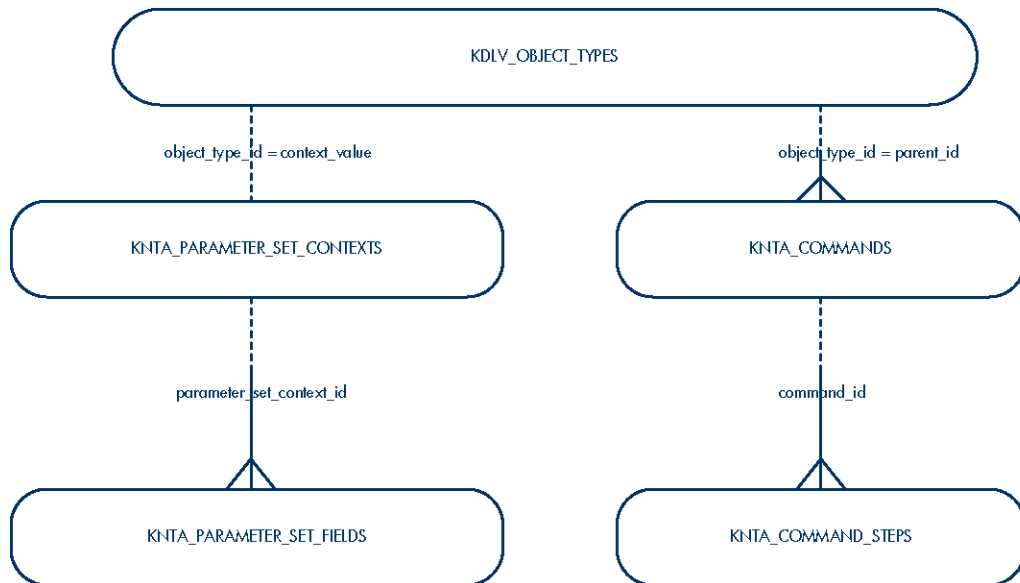 KDLV_OBJECT_TYPES
object_type_id = context_value
object_type_id = parent_id
KNTA_PARAMETER_SET_CONTEXTS
KNTA_COMMANDS
parameter_set_context_id
command_id
KNTA_PARAMETER_SET_FIELDS
KNTA_COMMAND_STEPS